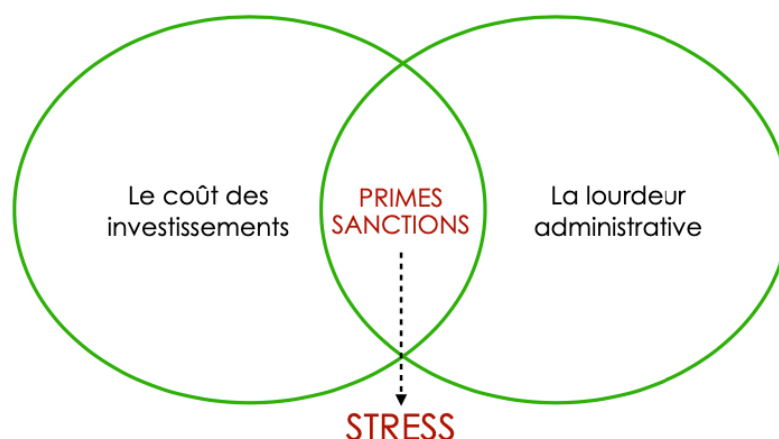 Le coût des
investissements
PRIMES
SANCTIONS
La lourdeur
administrative
STRESS